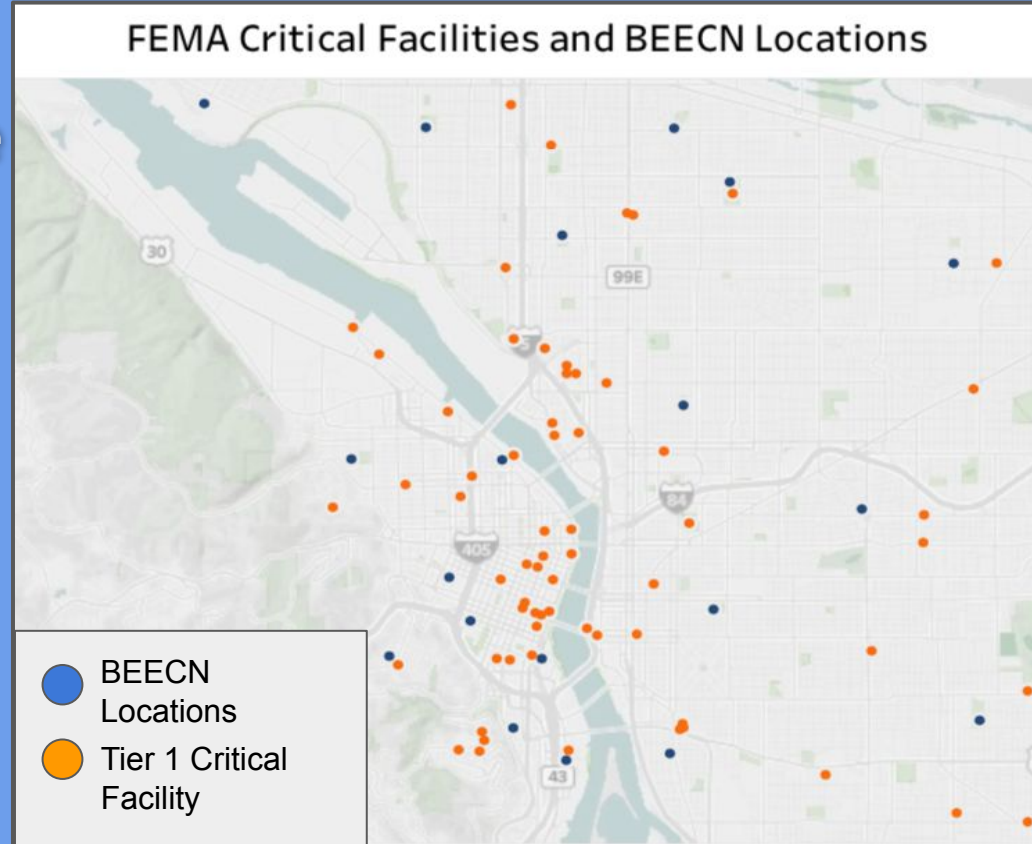 FEMA Critical Facilities and BEECN Locations
30
99E
5
84
405
43
BEECN
Locations
Tier 1 Critical
Facility